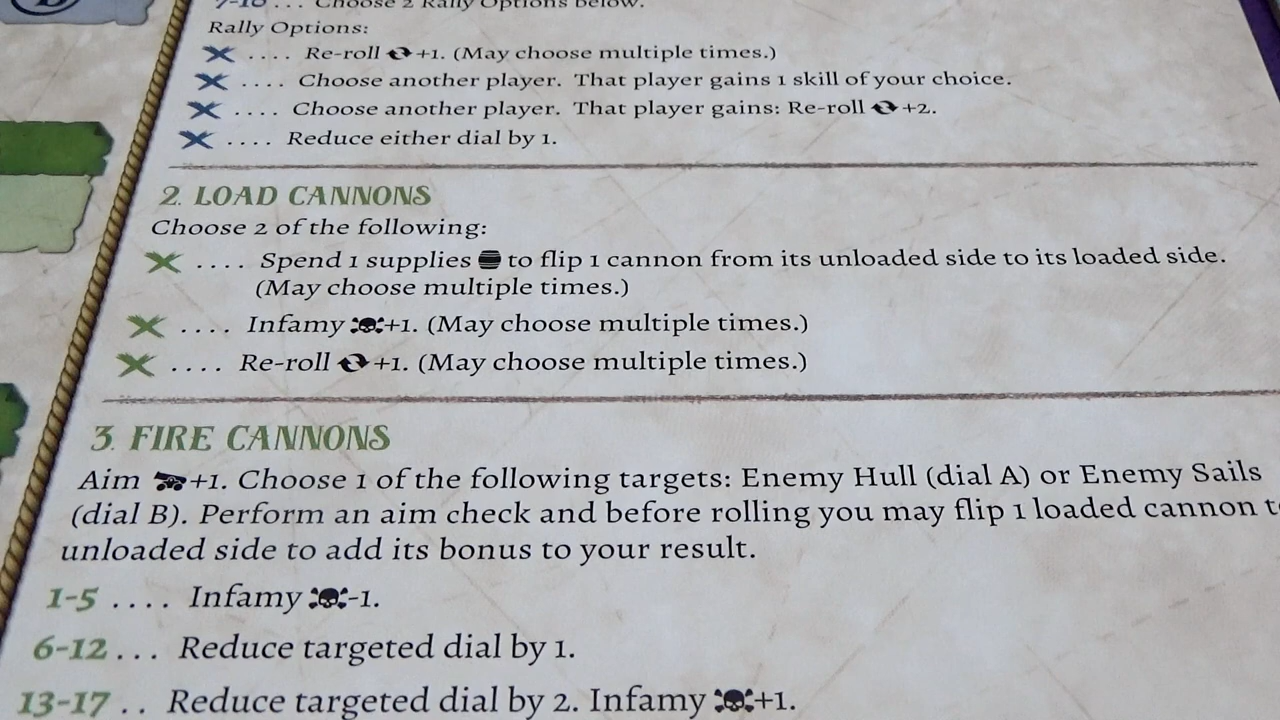 7-10 ... Choose 2 Rally Options below.
Rally Options:
.... Re-roll +1. (May choose multiple times.)
.... Choose another player. That player gains 1 skill of your choice.
.... Choose another player. That player gains: Re-roll +2.
.... Reduce either dial by 1.
2. LOAD CANNONS
Choose 2 of the following:
.... Spend 1 supplies to flip 1 cannon from its unloaded side to its loaded side.
(May choose multiple times.)
.... Infamy +1. (May choose multiple times.)
.... Re-roll +1. (May choose multiple times.)
3. FIRE CANNONS
Aim +1. Choose 1 of the following targets: Enemy Hull (dial A) or Enemy Sails
(dial B). Perform an aim check and before rolling you may flip 1 loaded cannon
unloaded side to add its bonus to your result.
1-5 .... Infamy -1.
6-12 ... Reduce targeted dial by 1.
13-17 .. Reduce targeted dial by 2. Infamy +1.